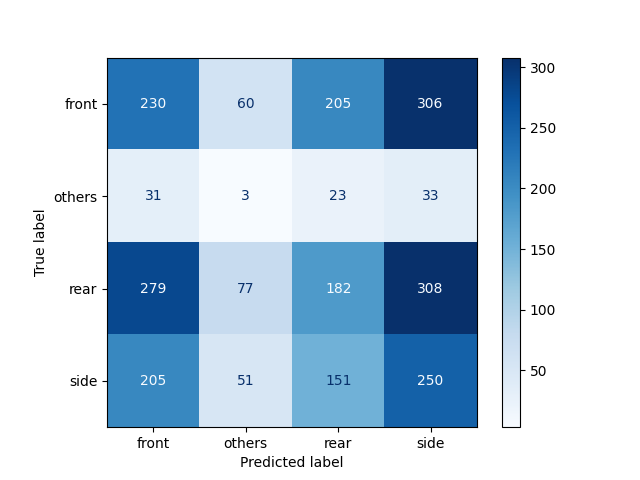 front 230 60 205 306
others 31 3 23 33
rear 279 77 182 308
side 205 51 151 250
front others rear side
Predicted label
True label
300
250
200
150
100
50